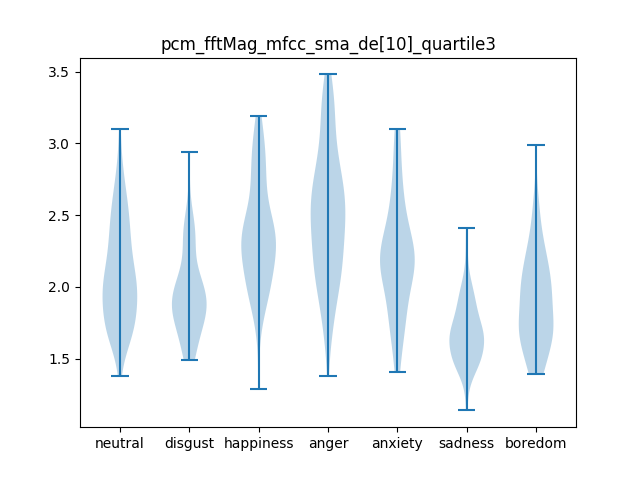 pcm_fftMag_mfcc_sma_de[10]_quartile3
3.5
3.0
2.5
2.0
1.5
neutral disgust happiness anger anxiety sadness boredom